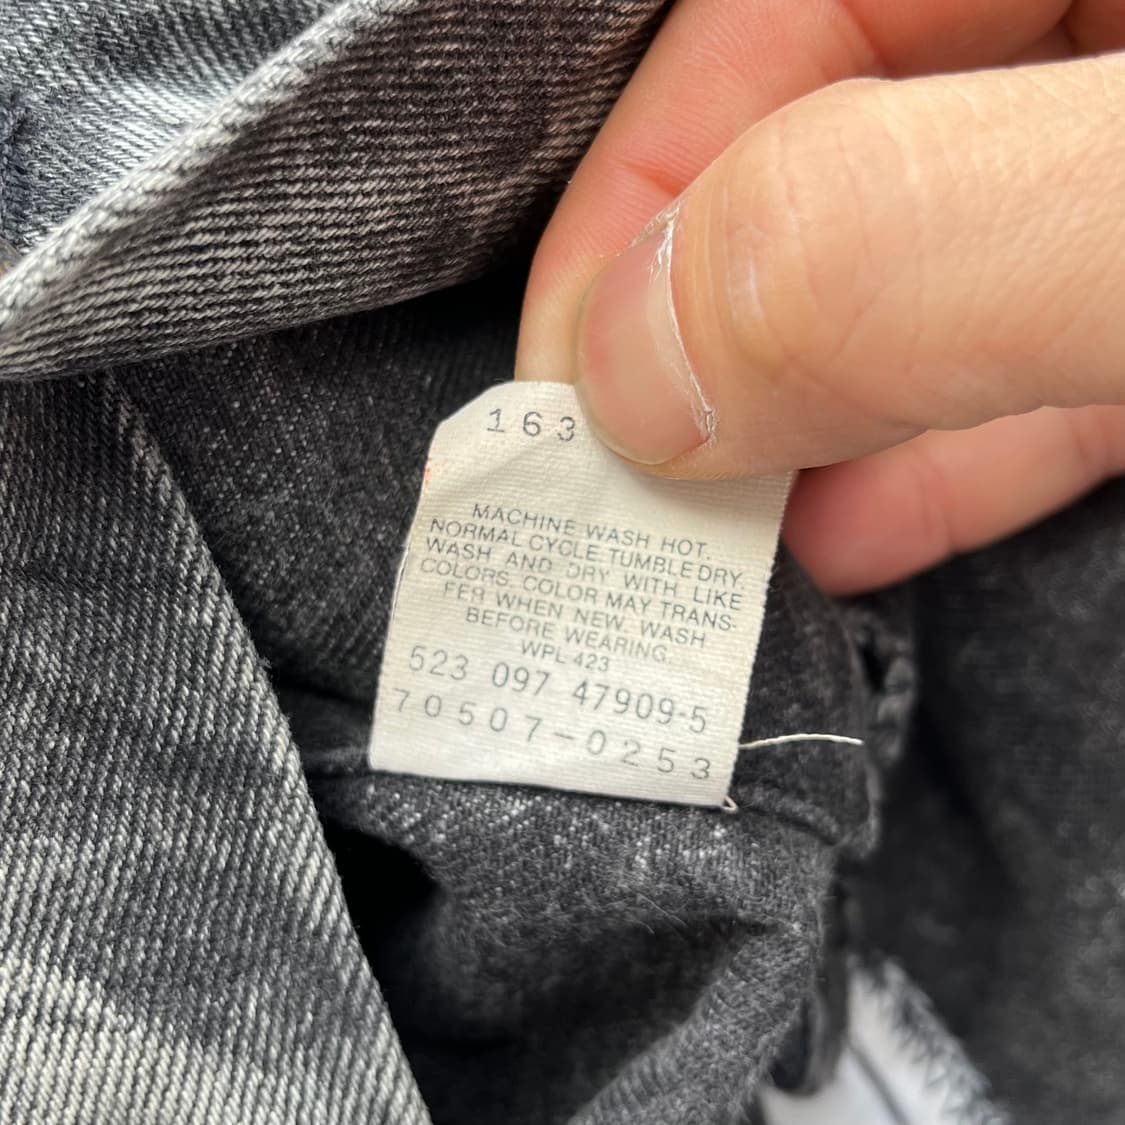 163
MACHINE WASH HOT.
NORMAL CYCLE TUMBLE DRY.
WASH AND DRY WITH LIKE
COLORS. COLOR MAY TRANS-
FER WHEN NEW. WASH
BEFORE WEARING.
WPL 423
523 097 47909-5
70507-0253